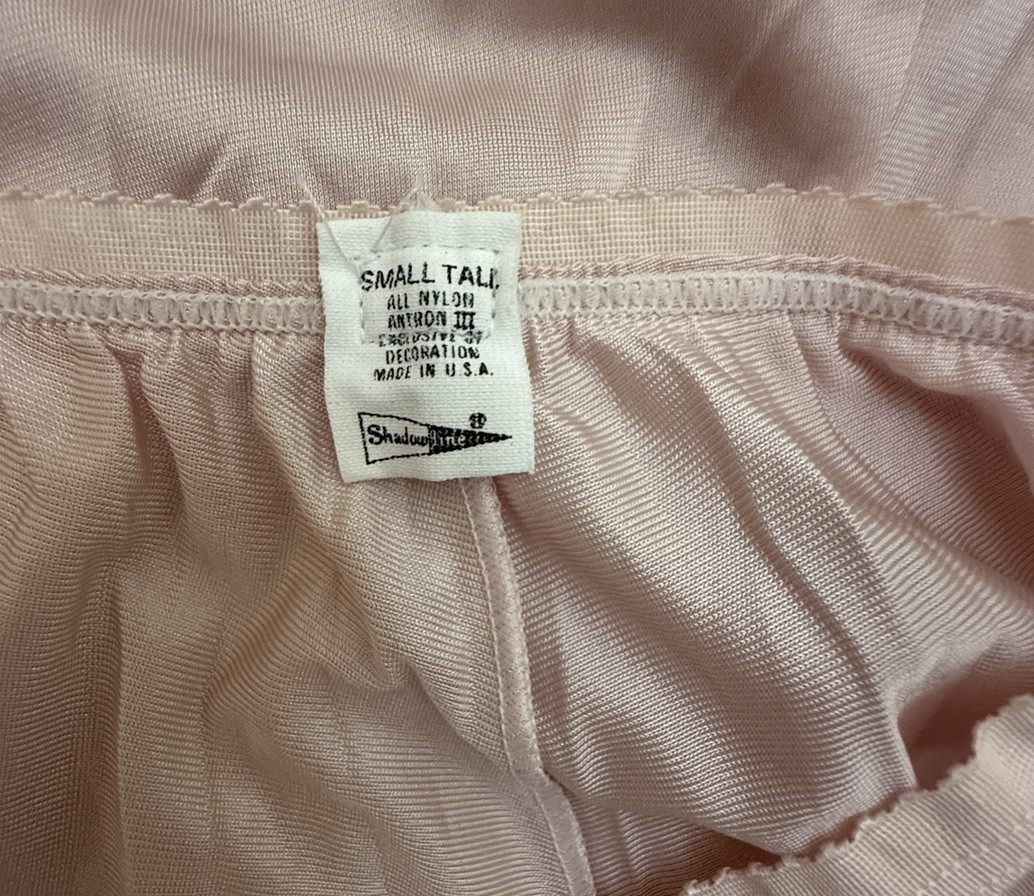 SMALL TALL
ALL NYLON
ANTRON III
EXCLUSIVE OF
DECORATION
MADE IN U.S.A.
Shadowline ®